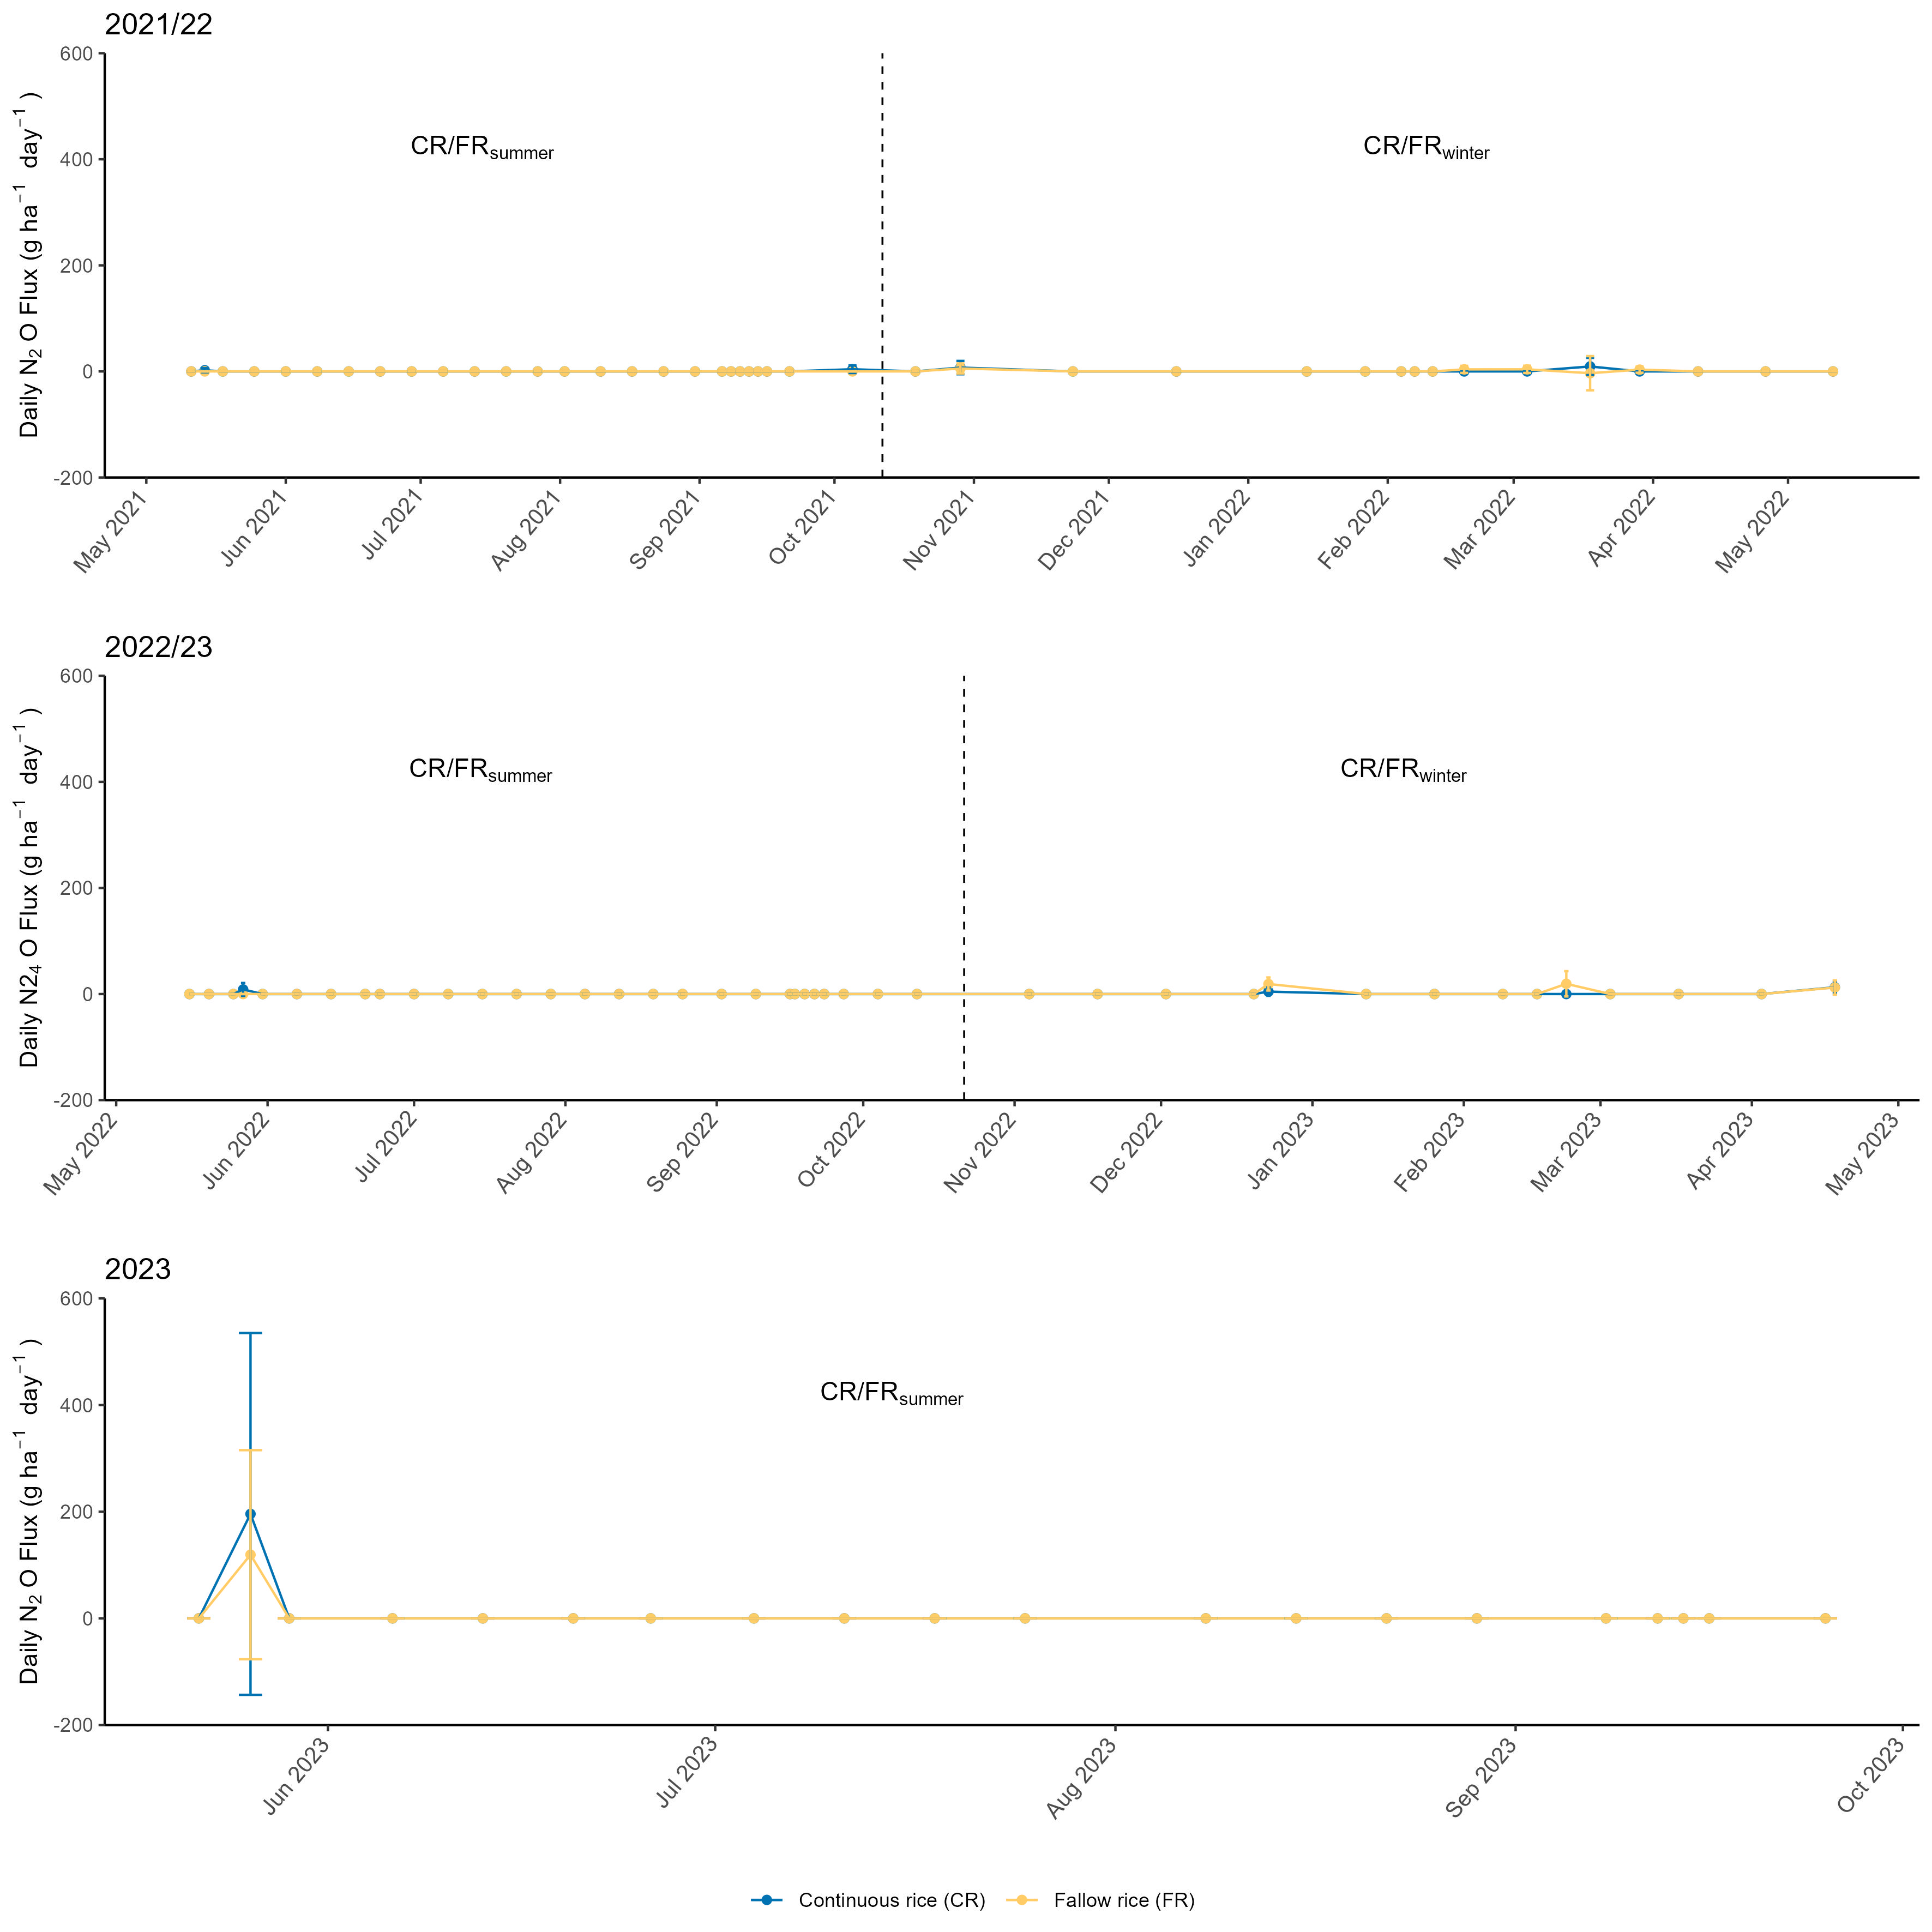 2021/22
Daily N₂ O Flux (g ha⁻¹ day⁻¹ )
600
400
200
0
-200
CR/FRsummer
CR/FRwinter
May 2021
Jun 2021
Jul 2021
Aug 2021
Sep 2021
Oct 2021
Nov 2021
Dec 2021
Jan 2022
Feb 2022
Mar 2022
Apr 2022
May 2022
2022/23
Daily N2₄ O Flux (g ha⁻¹ day⁻¹ )
600
400
200
0
-200
CR/FRsummer
CR/FRwinter
May 2022
Jun 2022
Jul 2022
Aug 2022
Sep 2022
Oct 2022
Nov 2022
Dec 2022
Jan 2023
Feb 2023
Mar 2023
Apr 2023
May 2023
2023
Daily N₂ O Flux (g ha⁻¹ day⁻¹ )
600
400
200
0
-200
CR/FRsummer
Jun 2023
Jul 2023
Aug 2023
Sep 2023
Oct 2023
Continuous rice (CR)
Fallow rice (FR)